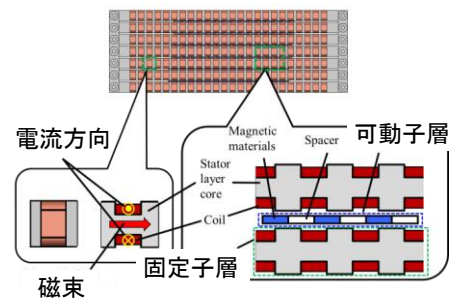 電流方向
Magnetic
materials
Spacer
可動子層
Stator
layer
core
Coil
固定子層
磁束